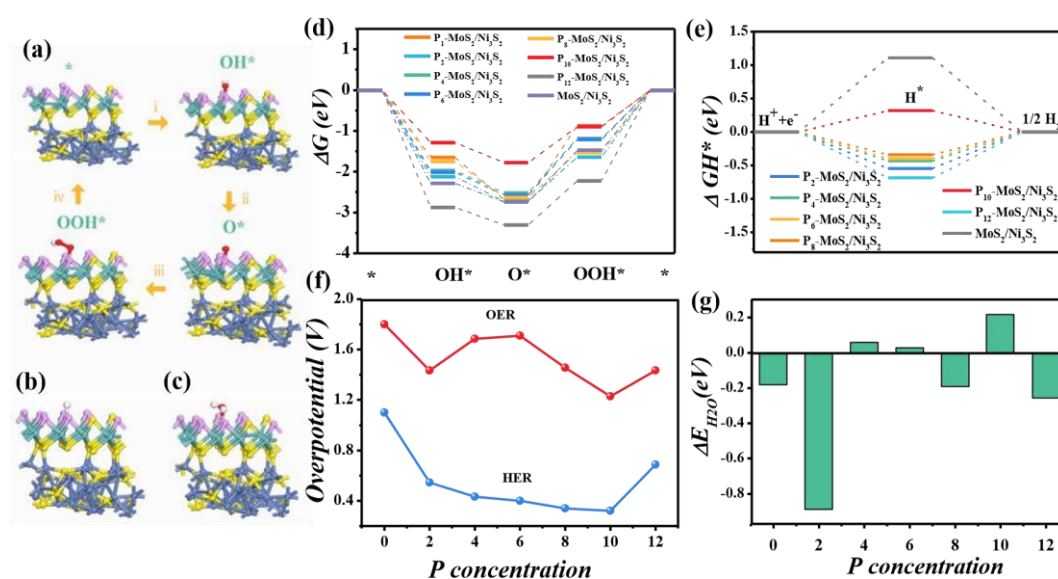 (a)
*
OH*
i
iv
ii
OOH*
O*
iii
(b)
(c)
(d)
ΔG (eV)
1
0
-1
-2
-3
-4
P₁-MoS₂/Ni₃S₂
P₂-MoS₂/Ni₃S₂
P₄-MoS₂/Ni₃S₂
P₆-MoS₂/Ni₃S₂
P₈-MoS₂/Ni₃S₂
P₁₀-MoS₂/Ni₃S₂
P₁₂-MoS₂/Ni₃S₂
MoS₂/Ni₃S₂
* OH* O* OOH* *
(e)
Δ GH* (eV)
1.5
1.0
0.5
0.0
-0.5
-1.0
-1.5
H⁺+e⁻
H*
P₂-MoS₂/Ni₃S₂
P₄-MoS₂/Ni₃S₂
P₆-MoS₂/Ni₃S₂
P₈-MoS₂/Ni₃S₂
P₁₀-MoS₂/Ni₃S₂
P₁₂-MoS₂/Ni₃S₂
MoS₂/Ni₃S₂
(f)
Overpotential (V)
2.0
1.6
1.2
0.8
0.4
OER
HER
0 2 4 6 8 10 12
P concentration
(g)
ΔE_H2O(eV)
0.2
0.0
-0.2
-0.4
-0.6
-0.8
0 2 4 6 8 10 12
P concentration